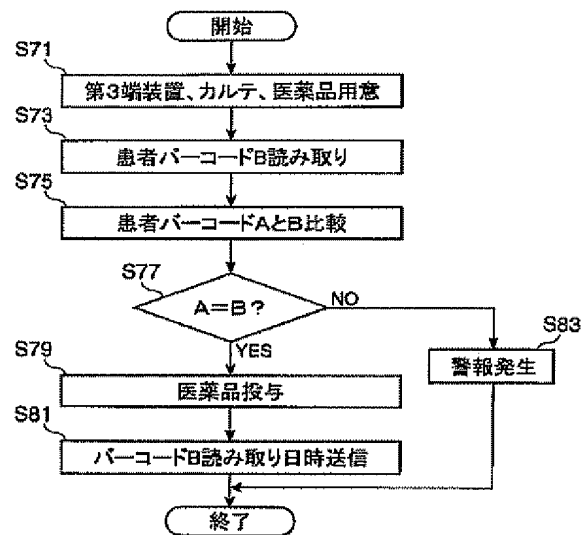 開始
S71
第3端装置、カルテ、医薬品用意
S73
患者バーコードB読み取り
S75
患者バーコードAとB比較
S77
A=B?
NO
YES
S83
警報発生
S79
医薬品投与
S81
バーコードB読み取り日時送信
終了